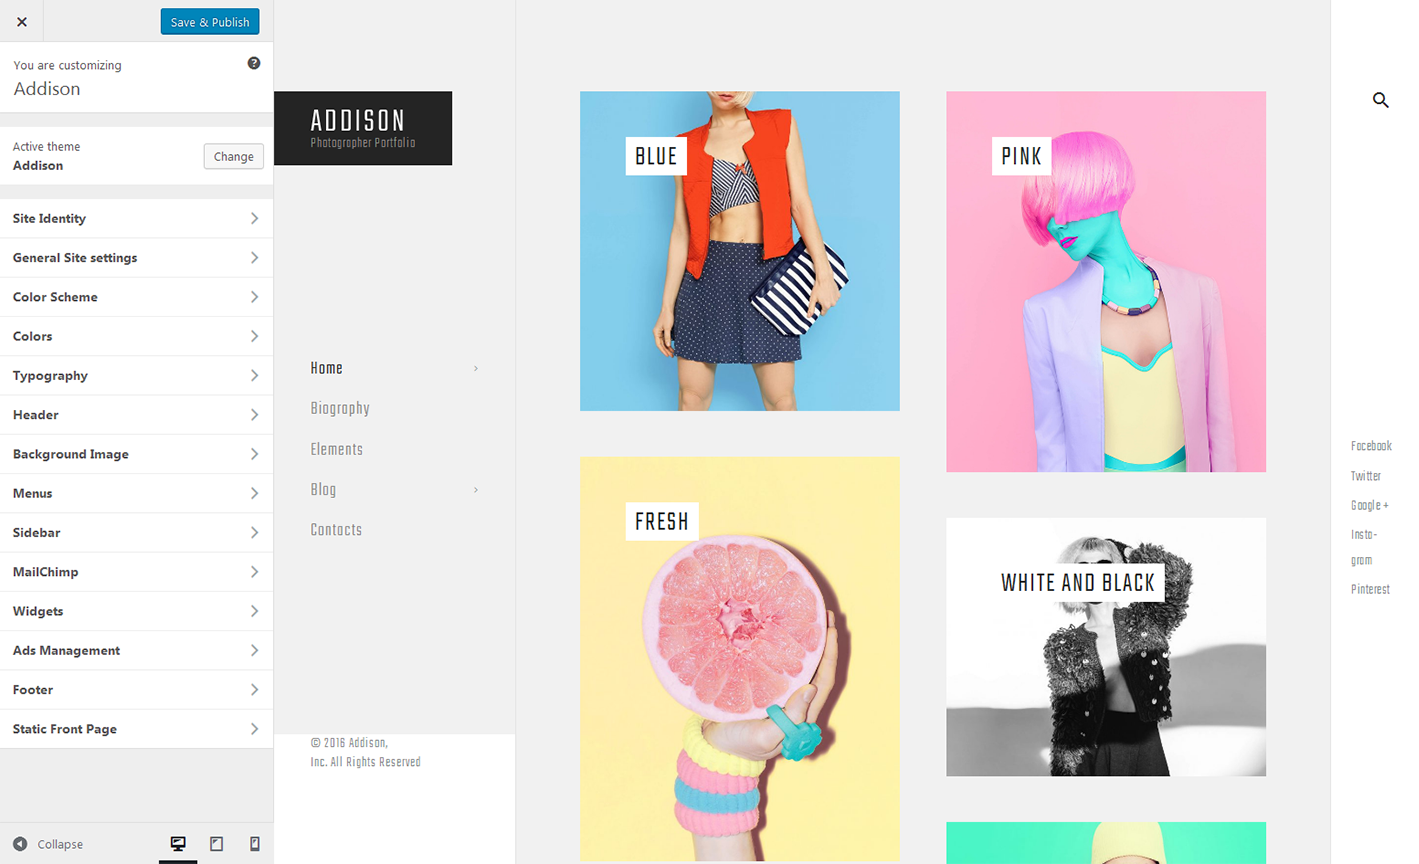 Save & Publish
You are customizing
Addison
Active theme
Addison
Change
Site Identity
General Site settings
Color Scheme
Colors
Typography
Header
Background Image
Menus
Sidebar
MailChimp
Widgets
Ads Management
Footer
Static Front Page
Collapse
ADDISON
Photographer Portfolio
Home
Biography
Elements
Blog
Contacts
© 2016 Addison,
Inc. All Rights Reserved
BLUE
PINK
FRESH
WHITE AND BLACK
Facebook
Twitter
Google +
Insta-
gram
Pinterest